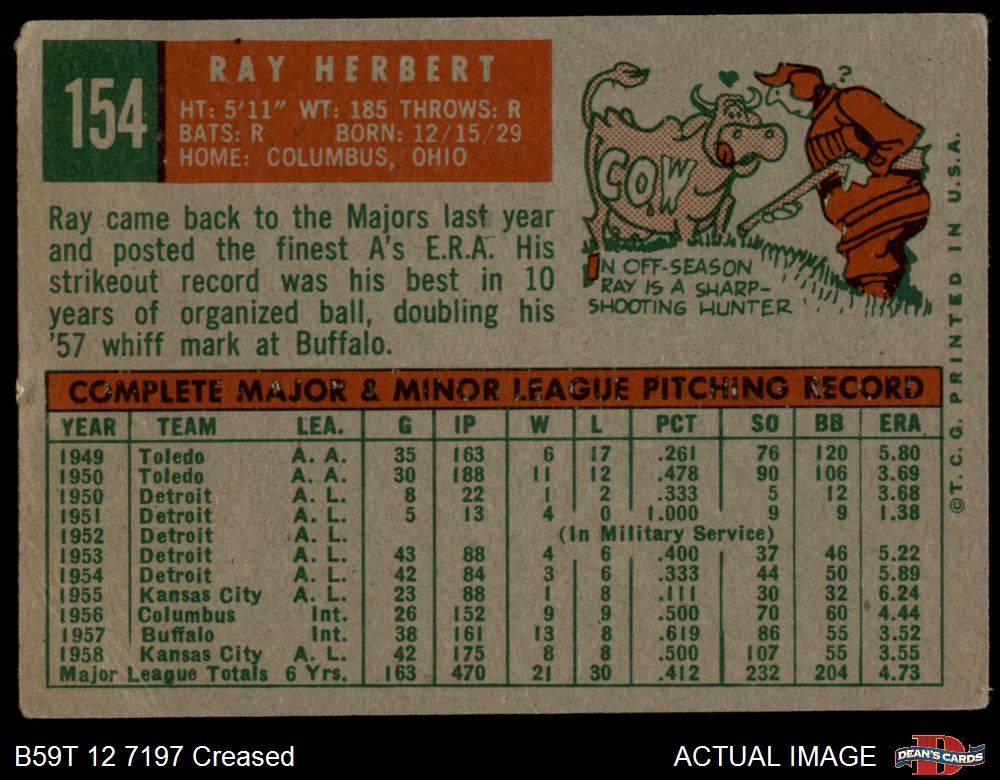 154
RAY HERBERT
HT: 5'11" WT: 185 THROWS: R
BATS: R BORN: 12/15/29
HOME: COLUMBUS, OHIO
?
COW
IN OFF-SEASON
RAY IS A SHARP-
SHOOTING HUNTER
Ray came back to the Majors last year
and posted the finest A's E.R.A. His
strikeout record was his best in 10
years of organized ball, doubling his
'57 whiff mark at Buffalo.
COMPLETE MAJOR & MINOR LEAGUE PITCHING RECORD
YEAR TEAM LEA. G IP W L PCT SO BB ERA
1949 Toledo A. A. 35 163 6 17 .261 76 120 5.80
1950 Toledo A. A. 30 188 11 12 .478 90 106 3.69
1950 Detroit A. L. 8 22 1 2 .333 5 12 3.68
1951 Detroit A. L. 5 13 4 0 1.000 9 9 1.38
1952 Detroit A. L. (In Military Service)
1953 Detroit A. L. 43 88 4 6 .400 37 46 5.22
1954 Detroit A. L. 42 84 3 6 .333 44 50 5.89
1955 Kansas City A. L. 23 88 1 8 .111 30 32 6.24
1956 Columbus Int. 26 152 9 9 .500 70 60 4.44
1957 Buffalo Int. 38 161 13 8 .619 86 55 3.52
1958 Kansas City A. L. 42 175 8 8 .500 107 55 3.55
Major League Totals 6 Yrs. 163 470 21 30 .412 232 204 4.73
©T. C. G. PRINTED IN U.S.A.
B59T 12 7197 Creased
ACTUAL IMAGE
D
DEAN'S CARDS